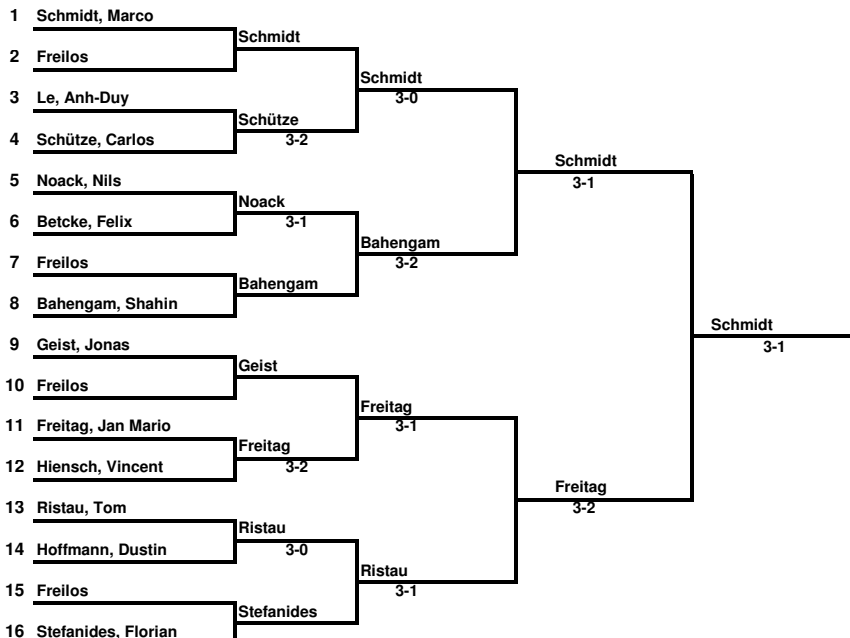 1 Schmidt, Marco
Schmidt
2 Freilos
Schmidt
3-0
3 Le, Anh-Duy
Schütze
3-2
4 Schütze, Carlos
Schmidt
3-1
5 Noack, Nils
Noack
3-1
6 Betcke, Felix
Bahengam
3-2
7 Freilos
Bahengam
8 Bahengam, Shahin
Schmidt
3-1
9 Geist, Jonas
Geist
10 Freilos
Freitag
3-1
11 Freitag, Jan Mario
Freitag
3-2
12 Hiensch, Vincent
Freitag
3-2
13 Ristau, Tom
Ristau
3-0
14 Hoffmann, Dustin
Ristau
3-1
15 Freilos
Stefanides
16 Stefanides, Florian